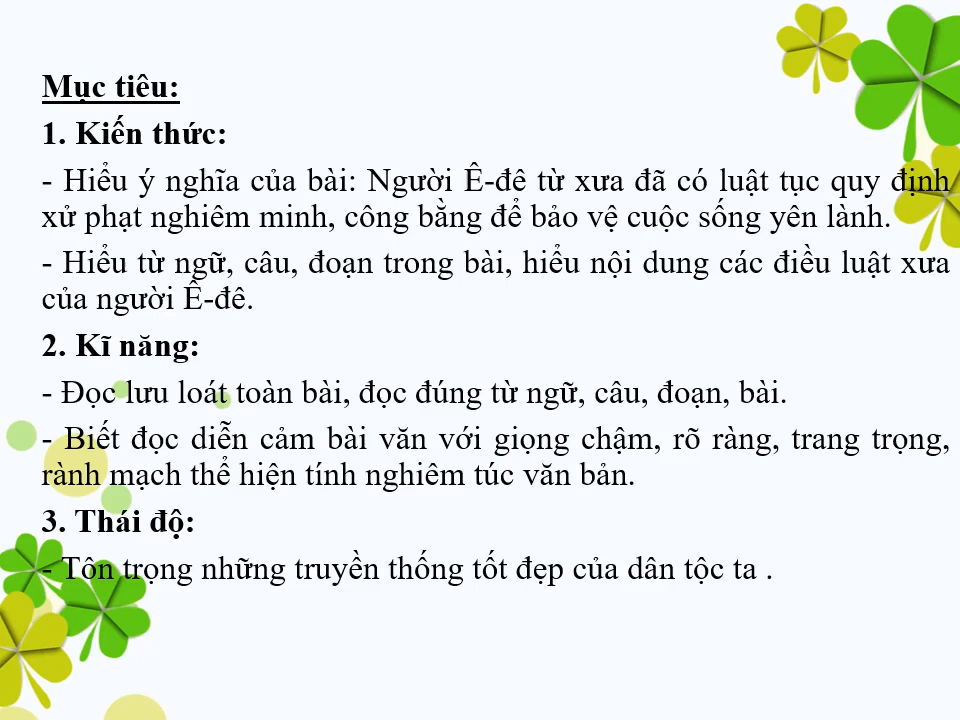 Mục tiêu:
1. Kiến thức:
- Hiểu ý nghĩa của bài: Người Ê-đê từ xưa đã có luật tục quy định
xử phạt nghiêm minh, công bằng để bảo vệ cuộc sống yên lành.
- Hiểu từ ngữ, câu, đoạn trong bài, hiểu nội dung các điều luật xưa
của người Ê-đê.
2. Kĩ năng:
- Đọc lưu loát toàn bài, đọc đúng từ ngữ, câu, đoạn, bài.
- Biết đọc diễn cảm bài văn với giọng chậm, rõ ràng, trang trọng,
rành mạch thể hiện tính nghiêm túc văn bản.
3. Thái độ:
- Tôn trọng những truyền thống tốt đẹp của dân tộc ta .